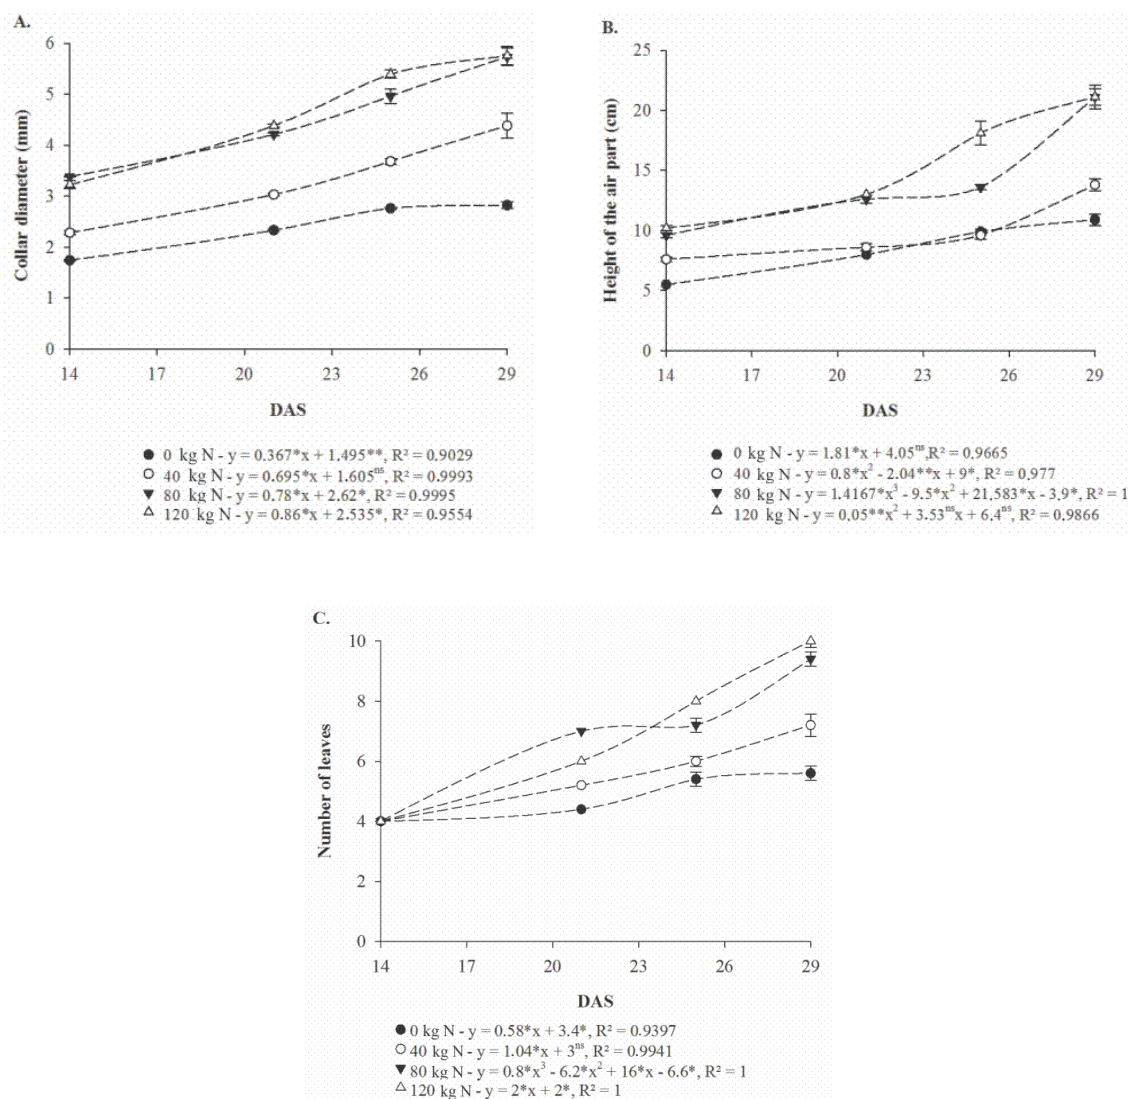 A.
Collar diameter (mm)
6
5
4
3
2
1
0
14 17 20 23 26 29
DAS
0 kg N - y = 0.367*x + 1.495**, R² = 0.9029
40 kg N - y = 0.695*x + 1.605ⁿˢ, R² = 0.9993
80 kg N - y = 0.78*x + 2.62*, R² = 0.9995
120 kg N - y = 0.86*x + 2.535*, R² = 0.9554
B.
Height of the air part (cm)
25
20
15
10
5
0
14 17 20 23 26 29
DAS
0 kg N - y = 1.81*x + 4.05ⁿˢ,R² = 0.9665
40 kg N - y = 0.8*x² - 2.04**x + 9*, R² = 0.977
80 kg N - y = 1.4167*x³ - 9.5*x² + 21,583*x - 3,9*, R² = 1
120 kg N - y = 0,05**x² + 3.53ⁿˢx + 6,4ⁿˢ, R² = 0,9866
C.
Number of leaves
10
8
6
4
2
0
14 17 20 23 26 29
DAS
0 kg N - y = 0.58*x + 3.4*, R² = 0.9397
40 kg N - y = 1.04*x + 3ⁿˢ, R² = 0.9941
80 kg N - y = 0.8*x³ - 6.2*x² + 16*x - 6.6*, R² = 1
120 kg N - y = 2*x + 2*, R² = 1